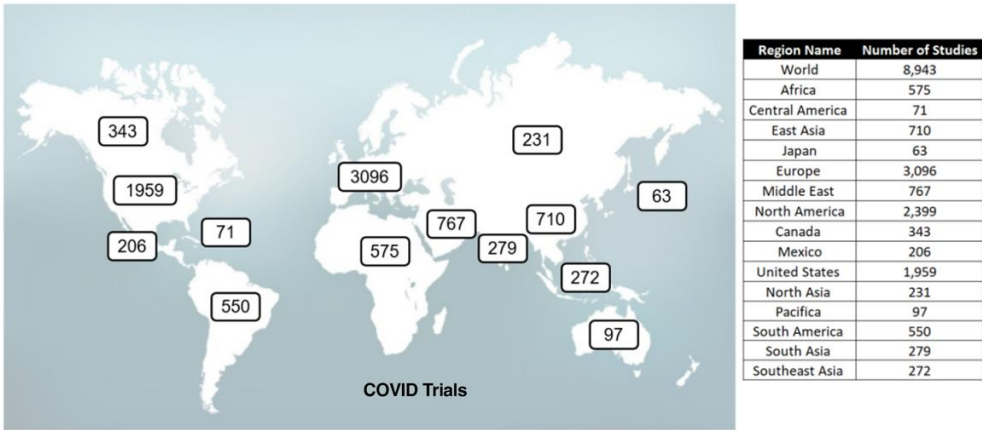 343
231
3096
1959
63
767
710
71
206
575
279
272
550
97
COVID Trials
Region Name Number of Studies
World 8,943
Africa 575
Central America 71
East Asia 710
Japan 63
Europe 3,096
Middle East 767
North America 2,399
Canada 343
Mexico 206
United States 1,959
North Asia 231
Pacifica 97
South America 550
South Asia 279
Southeast Asia 272